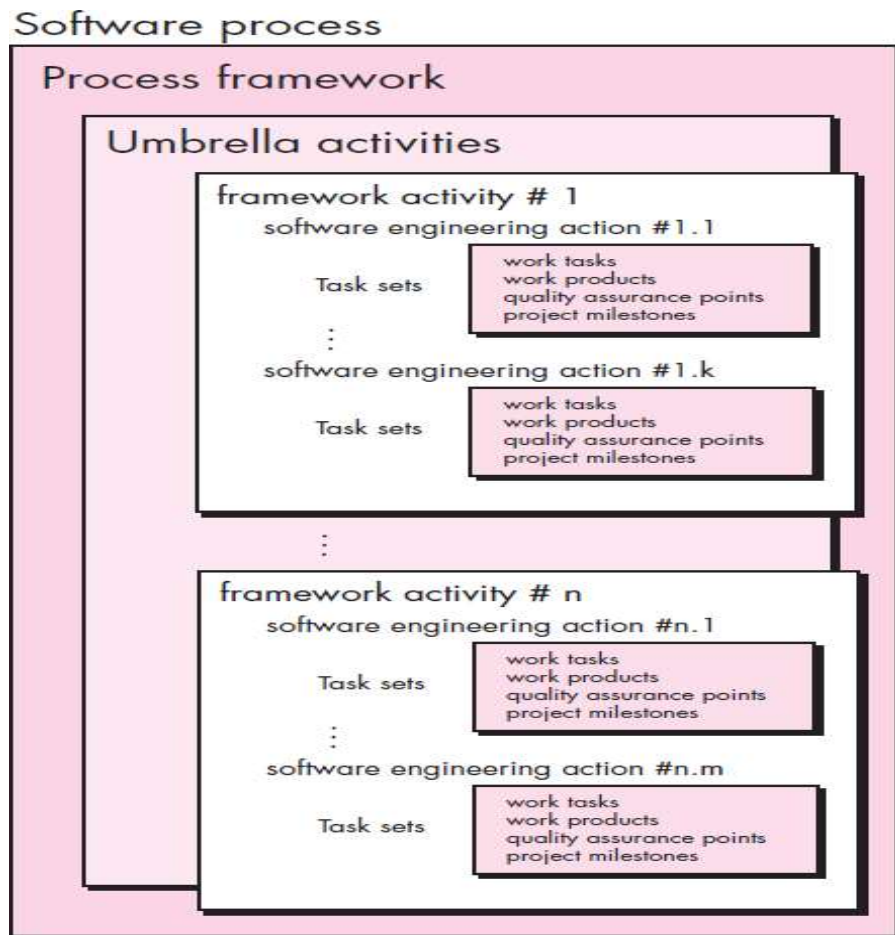 Software process
Process framework
Umbrella activities
framework activity # 1
software engineering action #1.1
Task sets
work tasks
work products
quality assurance points
project milestones
⋮
software engineering action #1.k
Task sets
work tasks
work products
quality assurance points
project milestones
⋮
framework activity # n
software engineering action #n.1
Task sets
work tasks
work products
quality assurance points
project milestones
⋮
software engineering action #n.m
Task sets
work tasks
work products
quality assurance points
project milestones